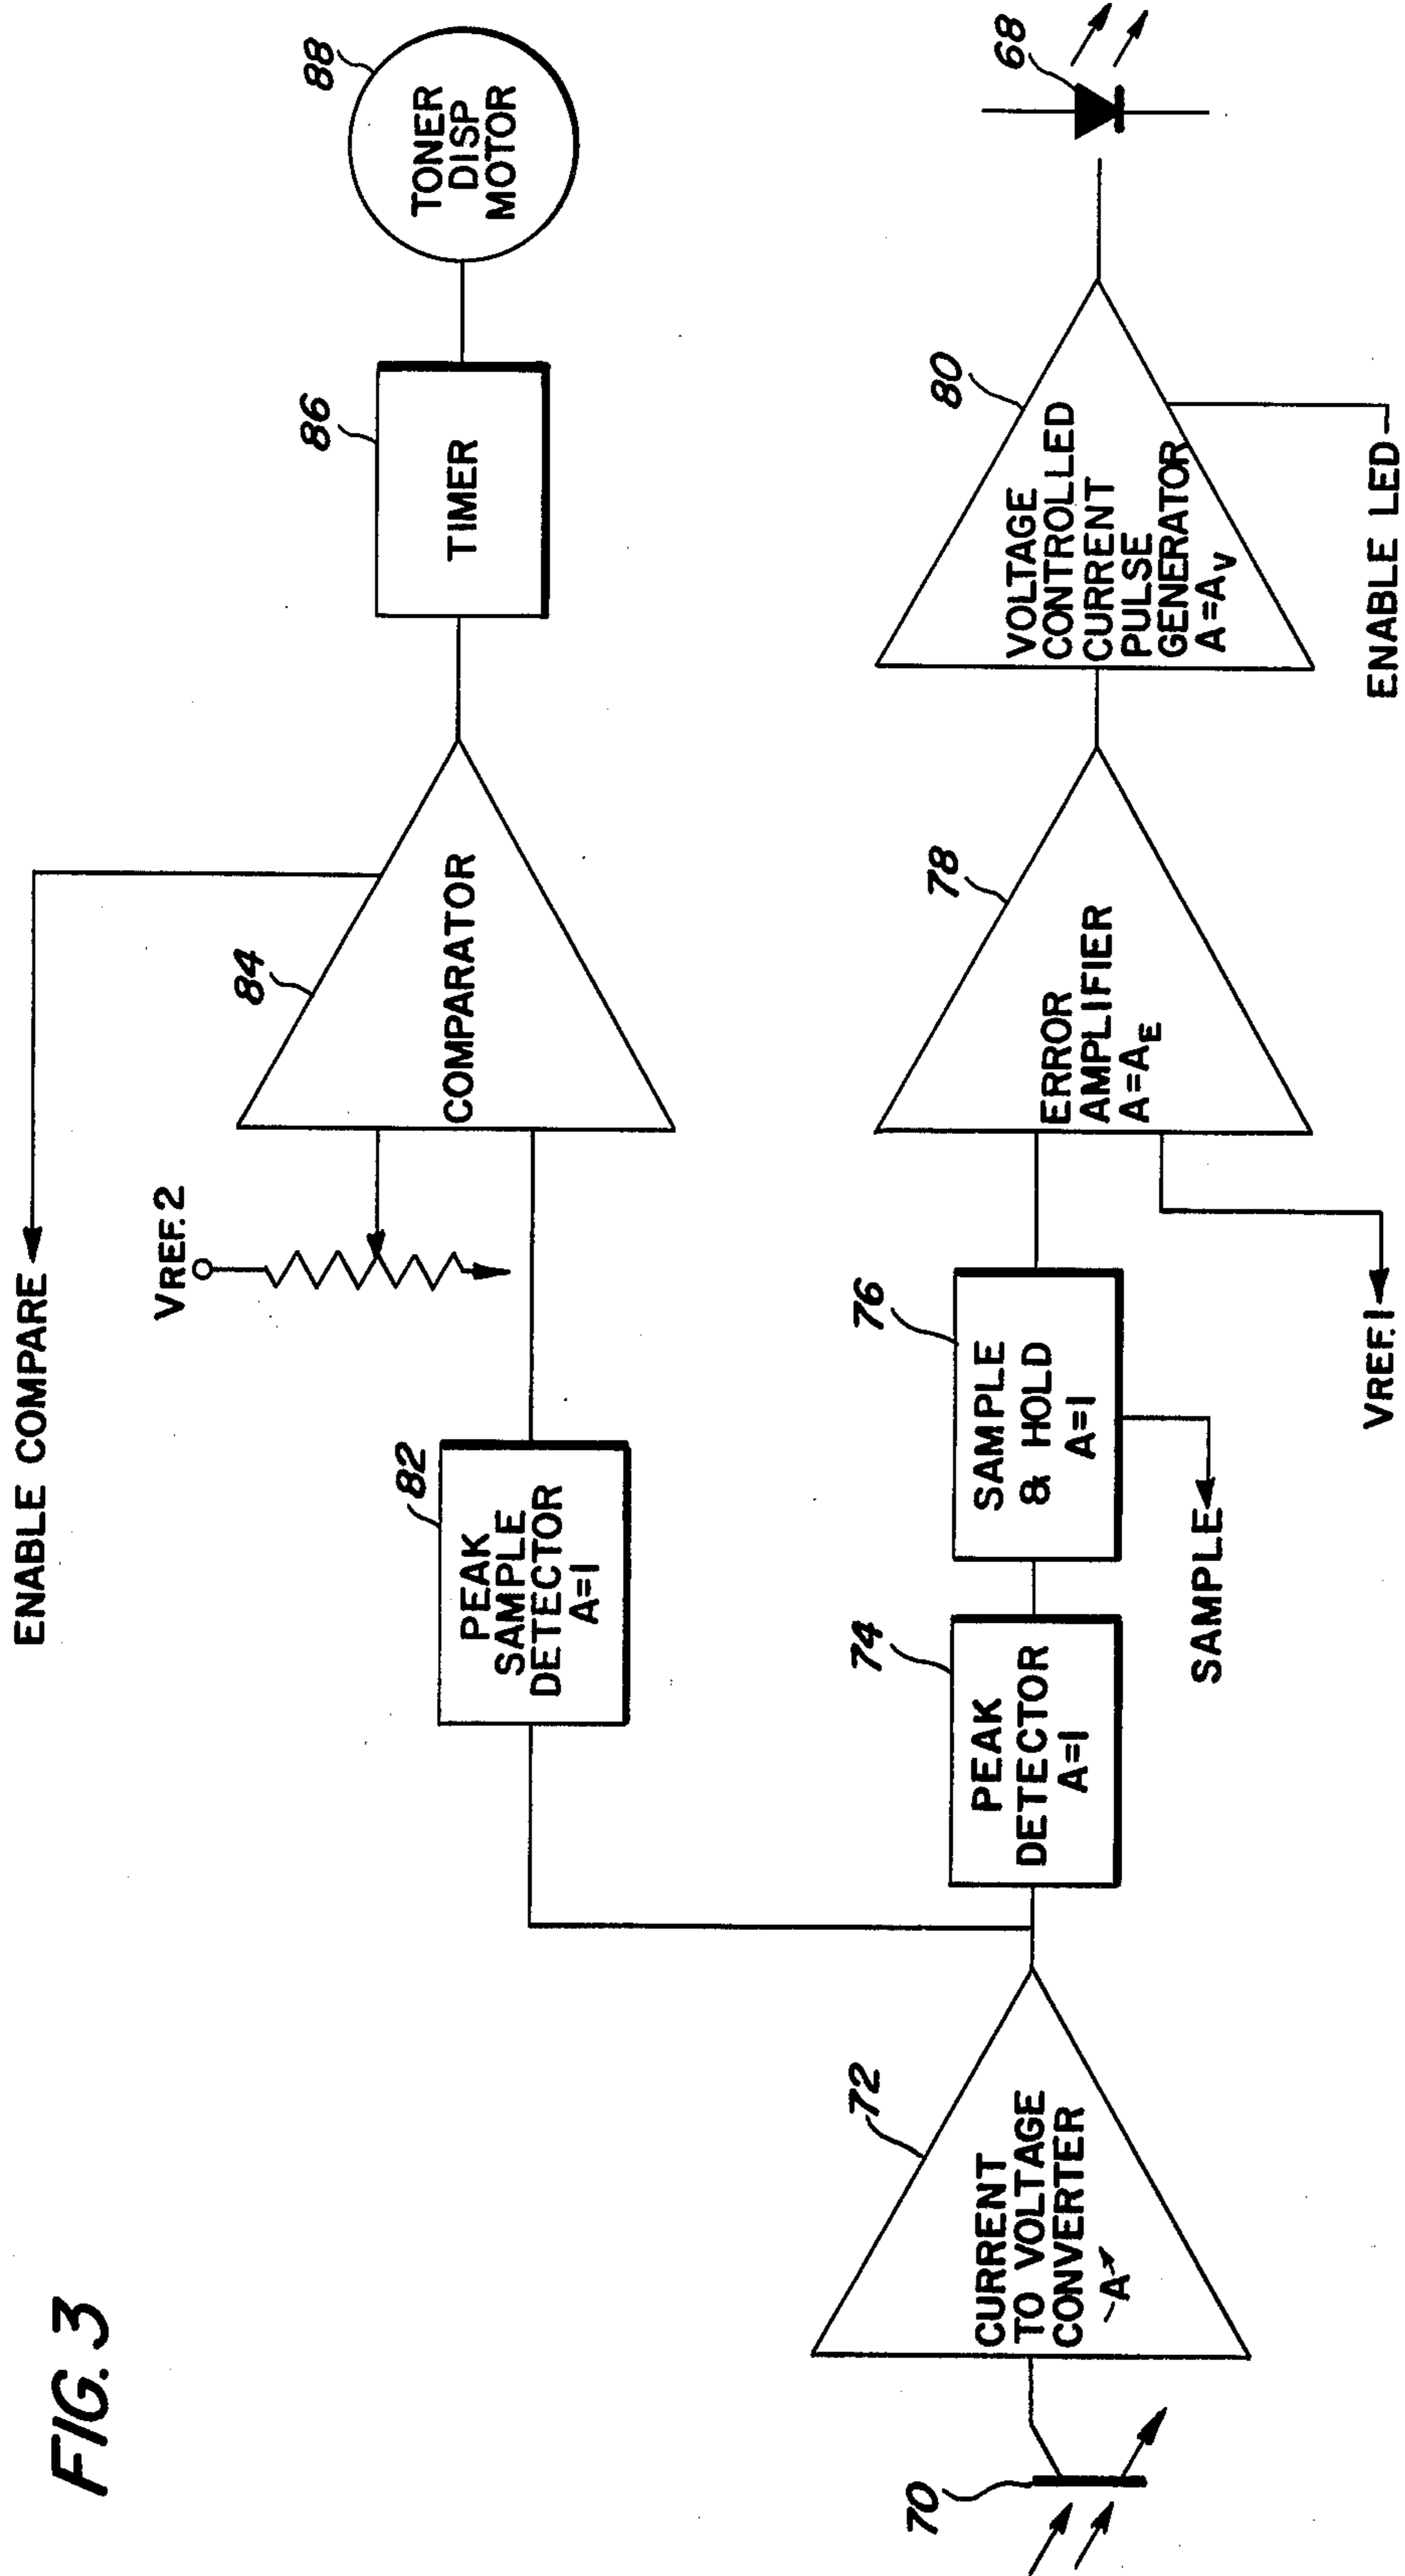 FIG. 3
ENABLE COMPARE
VREF.2
84
COMPARATOR
86
TIMER
88
TONER
DISP
MOTOR
82
PEAK
SAMPLE
DETECTOR
A=1
70
72
CURRENT
TO VOLTAGE
CONVERTER
-A
74
PEAK
DETECTOR
A=1
76
SAMPLE
& HOLD
A=1
SAMPLE
VREF.1
78
ERROR
AMPLIFIER
A=AE
80
VOLTAGE
CONTROLLED
CURRENT
PULSE
GENERATOR
A=AV
ENABLE LED
68